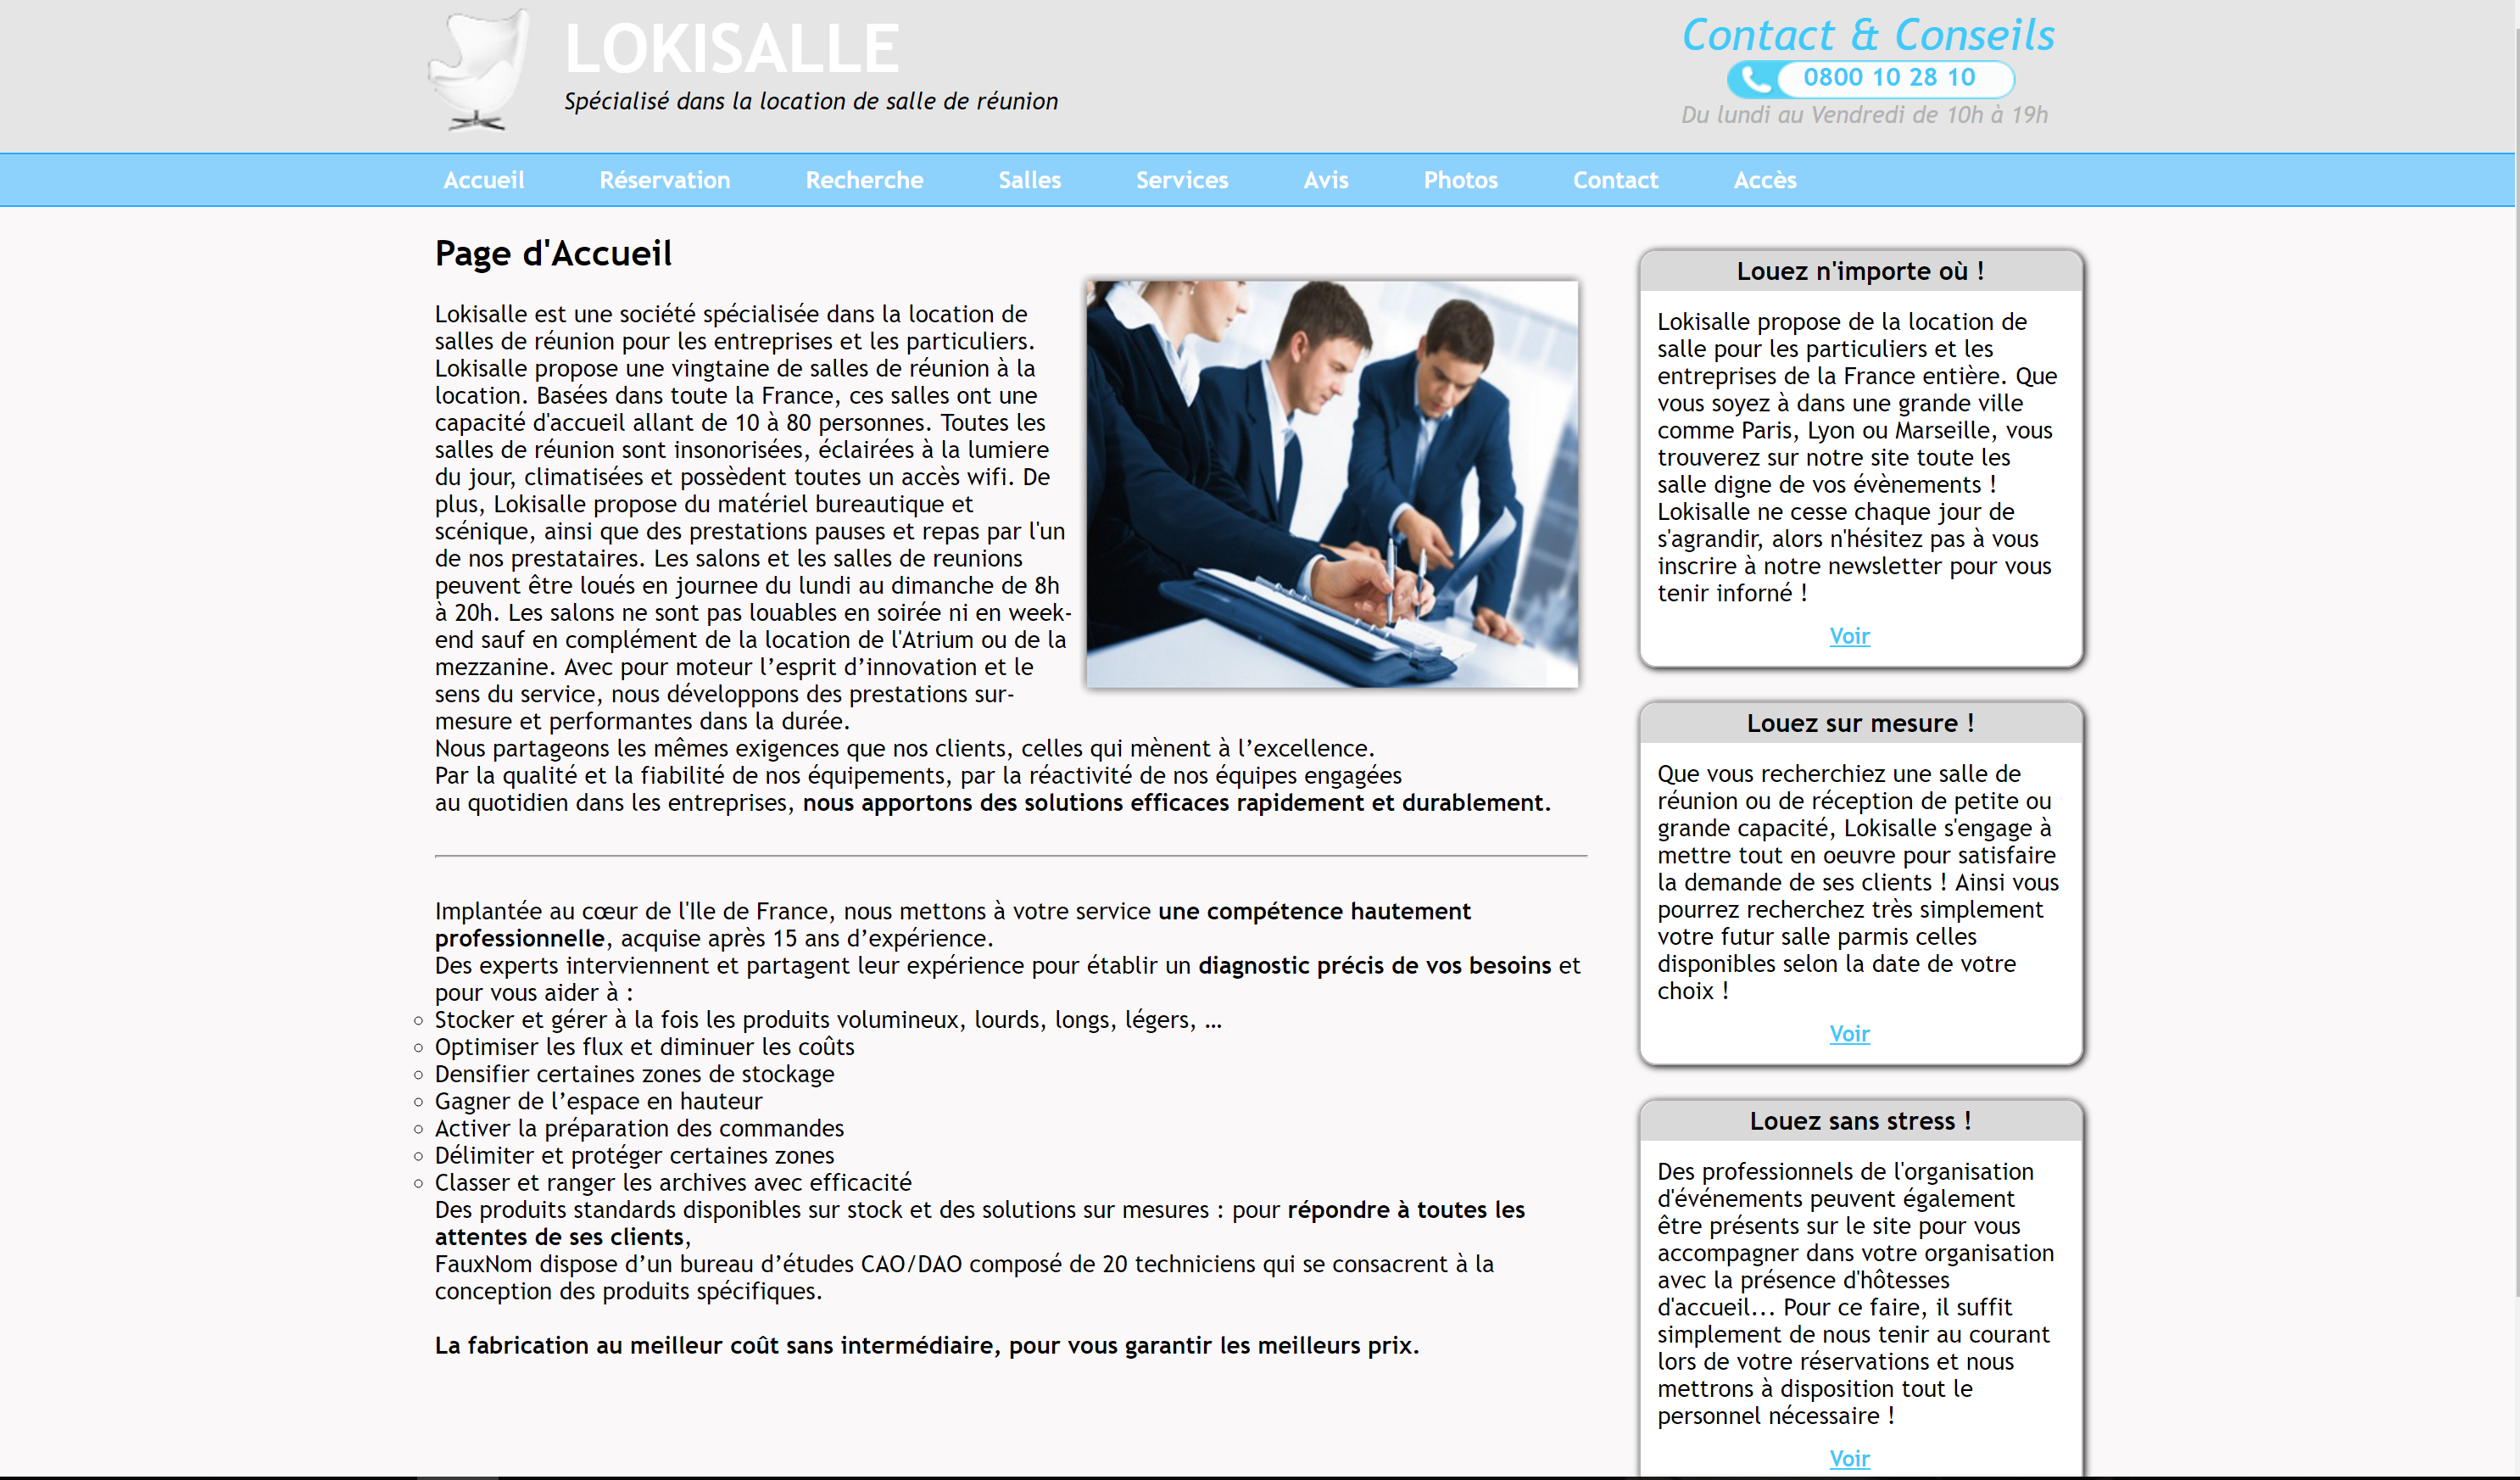 LOKISALLE
Spécialisé dans la location de salle de réunion
Contact & Conseils
0800 10 28 10
Du lundi au Vendredi de 10h à 19h
Accueil Réservation Recherche Salles Services Avis Photos Contact Accès
Page d'Accueil
Lokisalle est une société spécialisée dans la location de
salles de réunion pour les entreprises et les particuliers.
Lokisalle propose une vingtaine de salles de réunion à la
location. Basées dans toute la France, ces salles ont une
capacité d'accueil allant de 10 à 80 personnes. Toutes les
salles de réunion sont insonorisées, éclairées à la lumiere
du jour, climatisées et possèdent toutes un accès wifi. De
plus, Lokisalle propose du matériel bureautique et
scénique, ainsi que des prestations pauses et repas par l'un
de nos prestataires. Les salons et les salles de reunions
peuvent être loués en journee du lundi au dimanche de 8h
à 20h. Les salons ne sont pas louables en soirée ni en week-
end sauf en complément de la location de l'Atrium ou de la
mezzanine. Avec pour moteur l’esprit d’innovation et le
sens du service, nous développons des prestations sur-
mesure et performantes dans la durée.
Nous partageons les mêmes exigences que nos clients, celles qui mènent à l’excellence.
Par la qualité et la fiabilité de nos équipements, par la réactivité de nos équipes engagées
au quotidien dans les entreprises, nous apportons des solutions efficaces rapidement et durablement.
Implantée au cœur de l'Ile de France, nous mettons à votre service une compétence hautement
professionnelle, acquise après 15 ans d’expérience.
Des experts interviennent et partagent leur expérience pour établir un diagnostic précis de vos besoins et
pour vous aider à :
Stocker et gérer à la fois les produits volumineux, lourds, longs, légers, …
Optimiser les flux et diminuer les coûts
Densifier certaines zones de stockage
Gagner de l’espace en hauteur
Activer la préparation des commandes
Délimiter et protéger certaines zones
Classer et ranger les archives avec efficacité
Des produits standards disponibles sur stock et des solutions sur mesures : pour répondre à toutes les
attentes de ses clients,
FauxNom dispose d’un bureau d’études CAO/DAO composé de 20 techniciens qui se consacrent à la
conception des produits spécifiques.
La fabrication au meilleur coût sans intermédiaire, pour vous garantir les meilleurs prix.
Louez n'importe où !
Lokisalle propose de la location de
salle pour les particuliers et les
entreprises de la France entière. Que
vous soyez à dans une grande ville
comme Paris, Lyon ou Marseille, vous
trouverez sur notre site toute les
salle digne de vos évènements !
Lokisalle ne cesse chaque jour de
s'agrandir, alors n'hésitez pas à vous
inscrire à notre newsletter pour vous
tenir inforné !
Voir
Louez sur mesure !
Que vous recherchiez une salle de
réunion ou de réception de petite ou
grande capacité, Lokisalle s'engage à
mettre tout en oeuvre pour satisfaire
la demande de ses clients ! Ainsi vous
pourrez recherchez très simplement
votre futur salle parmis celles
disponibles selon la date de votre
choix !
Voir
Louez sans stress !
Des professionnels de l'organisation
d'événements peuvent également
être présents sur le site pour vous
accompagner dans votre organisation
avec la présence d'hôtesses
d'accueil... Pour ce faire, il suffit
simplement de nous tenir au courant
lors de votre réservations et nous
mettrons à disposition tout le
personnel nécessaire !
Voir